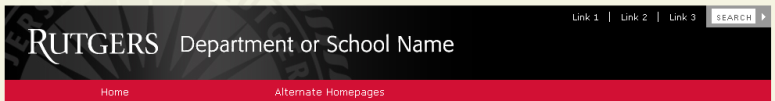 Link 1 | Link 2 | Link 3 SEARCH
RUTGERS Department or School Name
Home Alternate Homepages